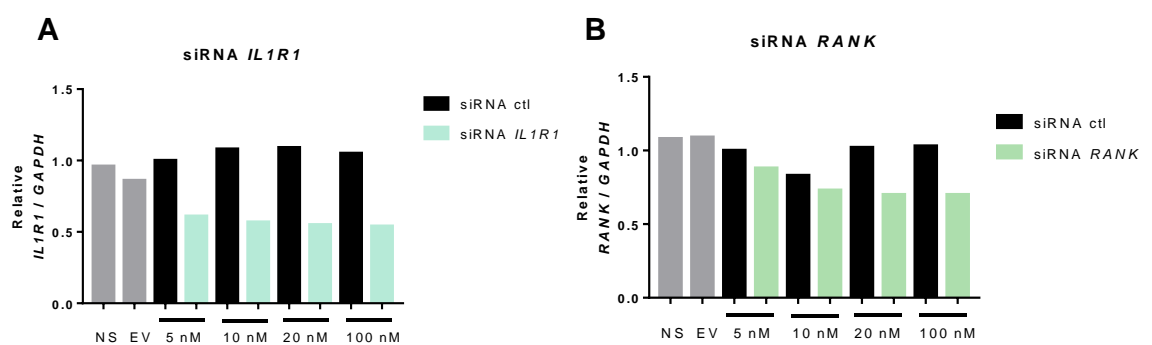 A
siRNA IL1R1
Relative
IL1R1 / GAPDH
1.5
1.0
0.5
0.0
NS EV 5 nM 10 nM 20 nM 100 nM
siRNA ctl
siRNA IL1R1
B
siRNA RANK
Relative
RANK / GAPDH
1.5
1.0
0.5
0.0
NS EV 5 nM 10 nM 20 nM 100 nM
siRNA ctl
siRNA RANK